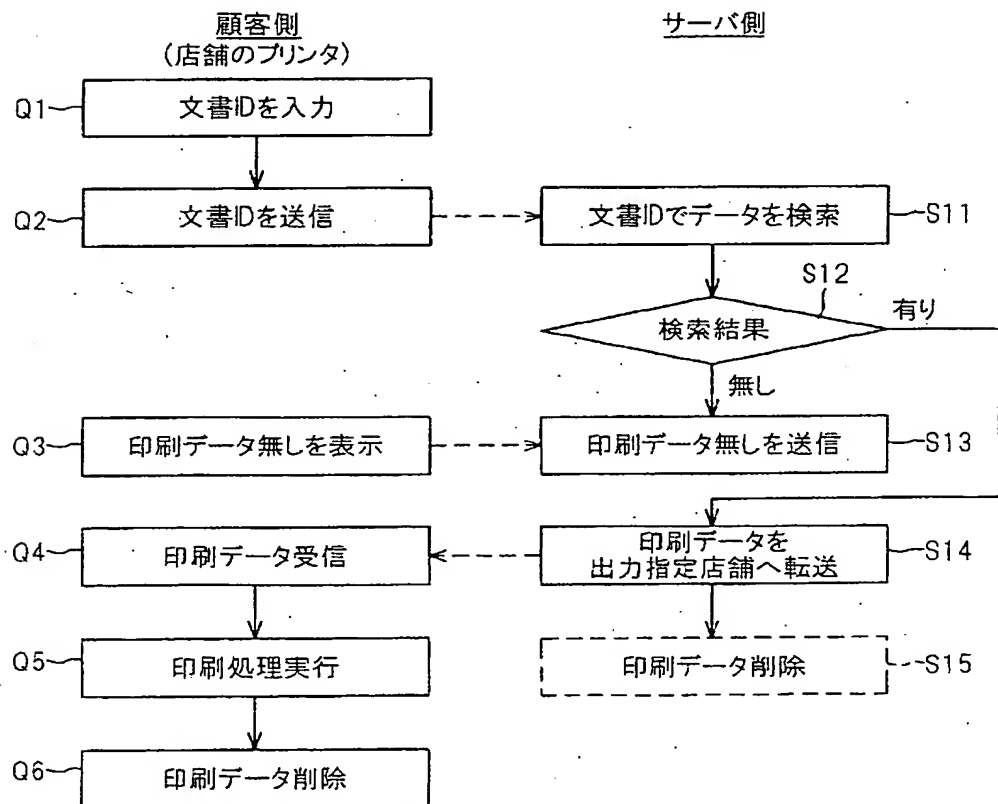 顧客側
(店舗のプリンタ)
サーバ側
Q1
文書IDを入力
Q2
文書IDを送信
文書IDでデータを検索
S11
S12
検索結果
有り
無し
Q3
印刷データ無しを表示
印刷データ無しを送信
S13
Q4
印刷データ受信
印刷データを
出力指定店舗へ転送
S14
Q5
印刷処理実行
印刷データ削除
S15
Q6
印刷データ削除